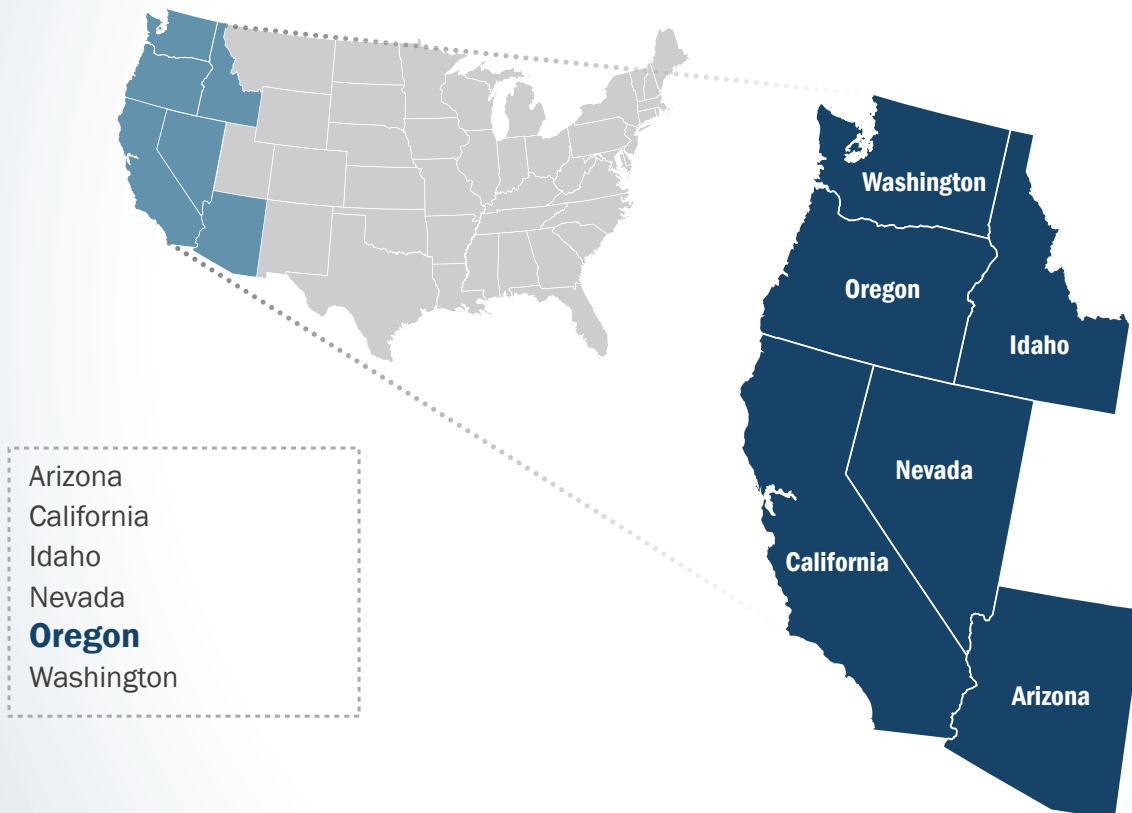 Washington
Oregon
Idaho
Nevada
California
Arizona
Arizona
California
Idaho
Nevada
Oregon
Washington